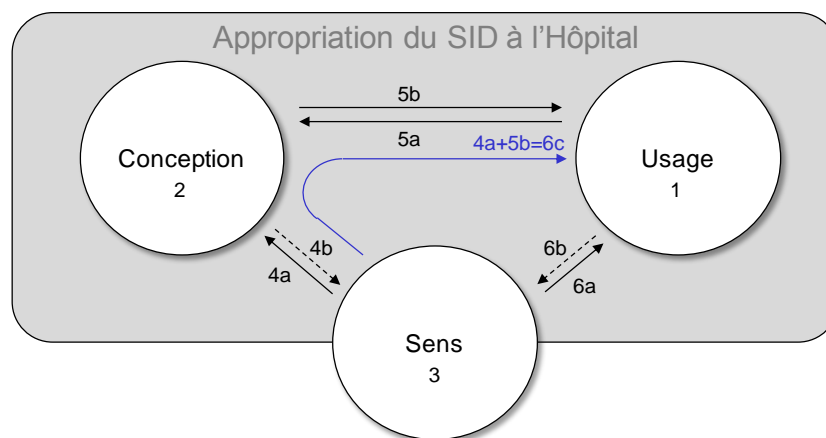 Appropriation du SID à l'Hôpital
5b
5a
4a+5b=6c
Conception
2
Usage
1
4b
4a
6b
6a
Sens
3